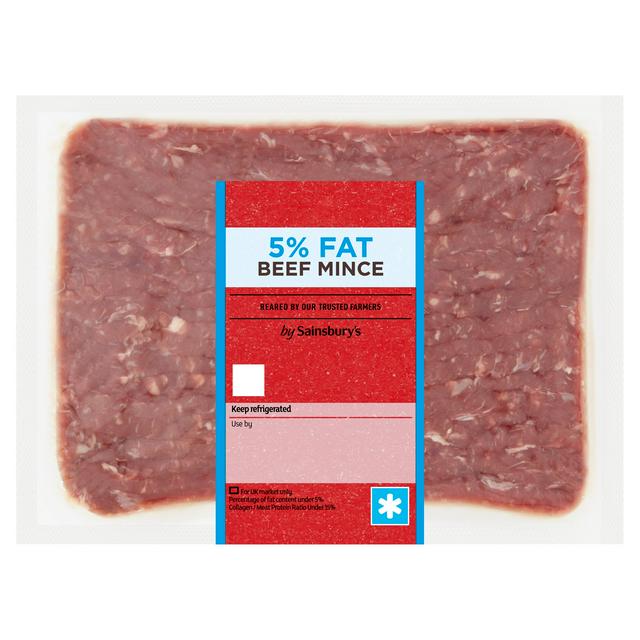 5% FAT
BEEF MINCE
REARED BY OUR TRUSTED FARMERS
by Sainsbury's
Keep refrigerated
Use by
For UK market only
Percentage of fat content under 5%
Collagen / Meat Protein Ratio Under 15%